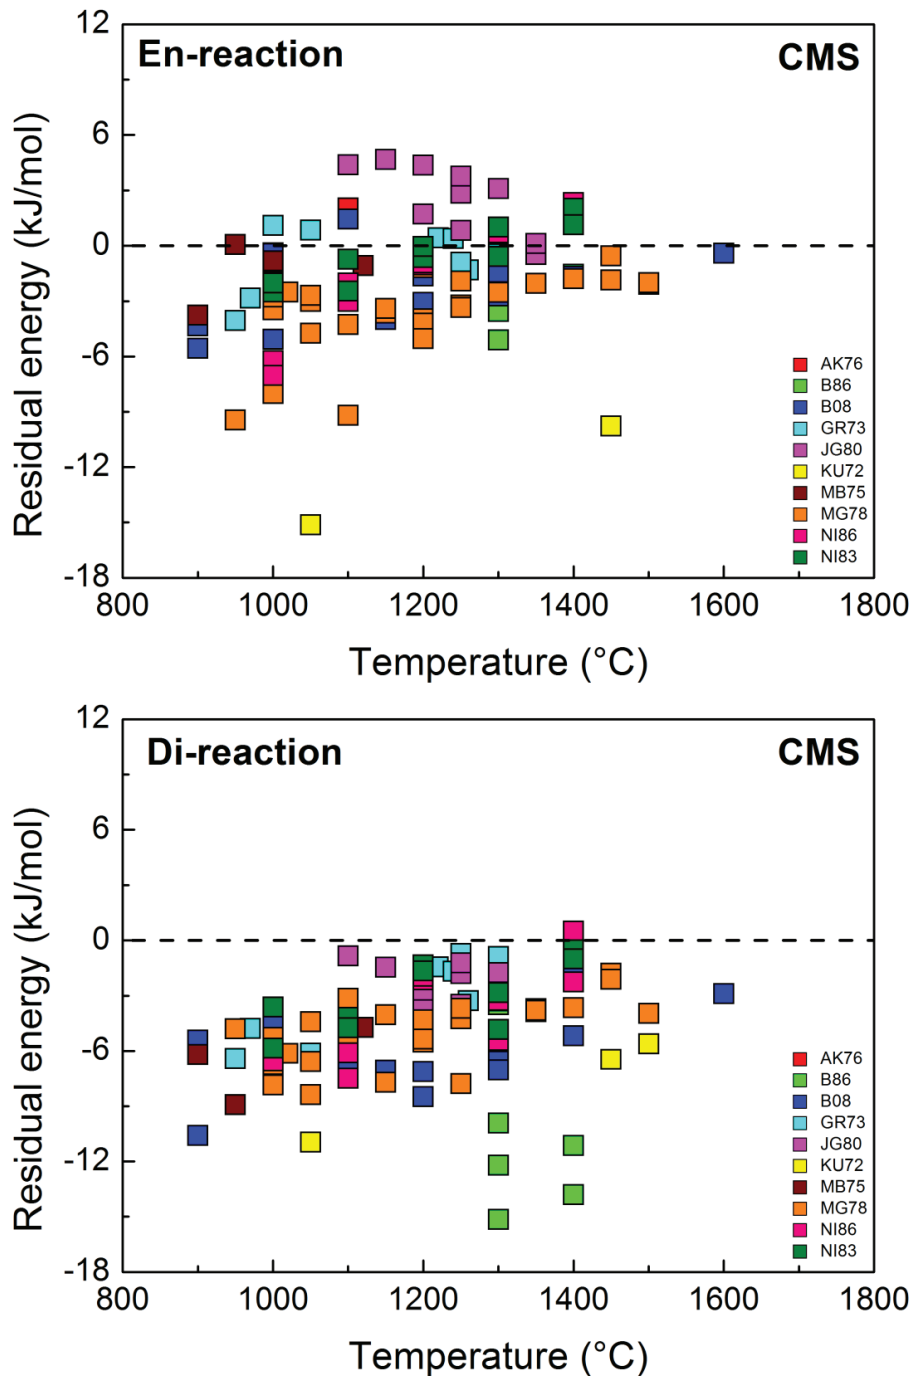 En-reaction CMS
12
6
0
-6
-12
-18
Residual energy (kJ/mol)
AK76
B86
B08
GR73
JG80
KU72
MB75
MG78
NI86
NI83
800 1000 1200 1400 1600 1800
Temperature (°C)
Di-reaction CMS
12
6
0
-6
-12
-18
Residual energy (kJ/mol)
AK76
B86
B08
GR73
JG80
KU72
MB75
MG78
NI86
NI83
800 1000 1200 1400 1600 1800
Temperature (°C)